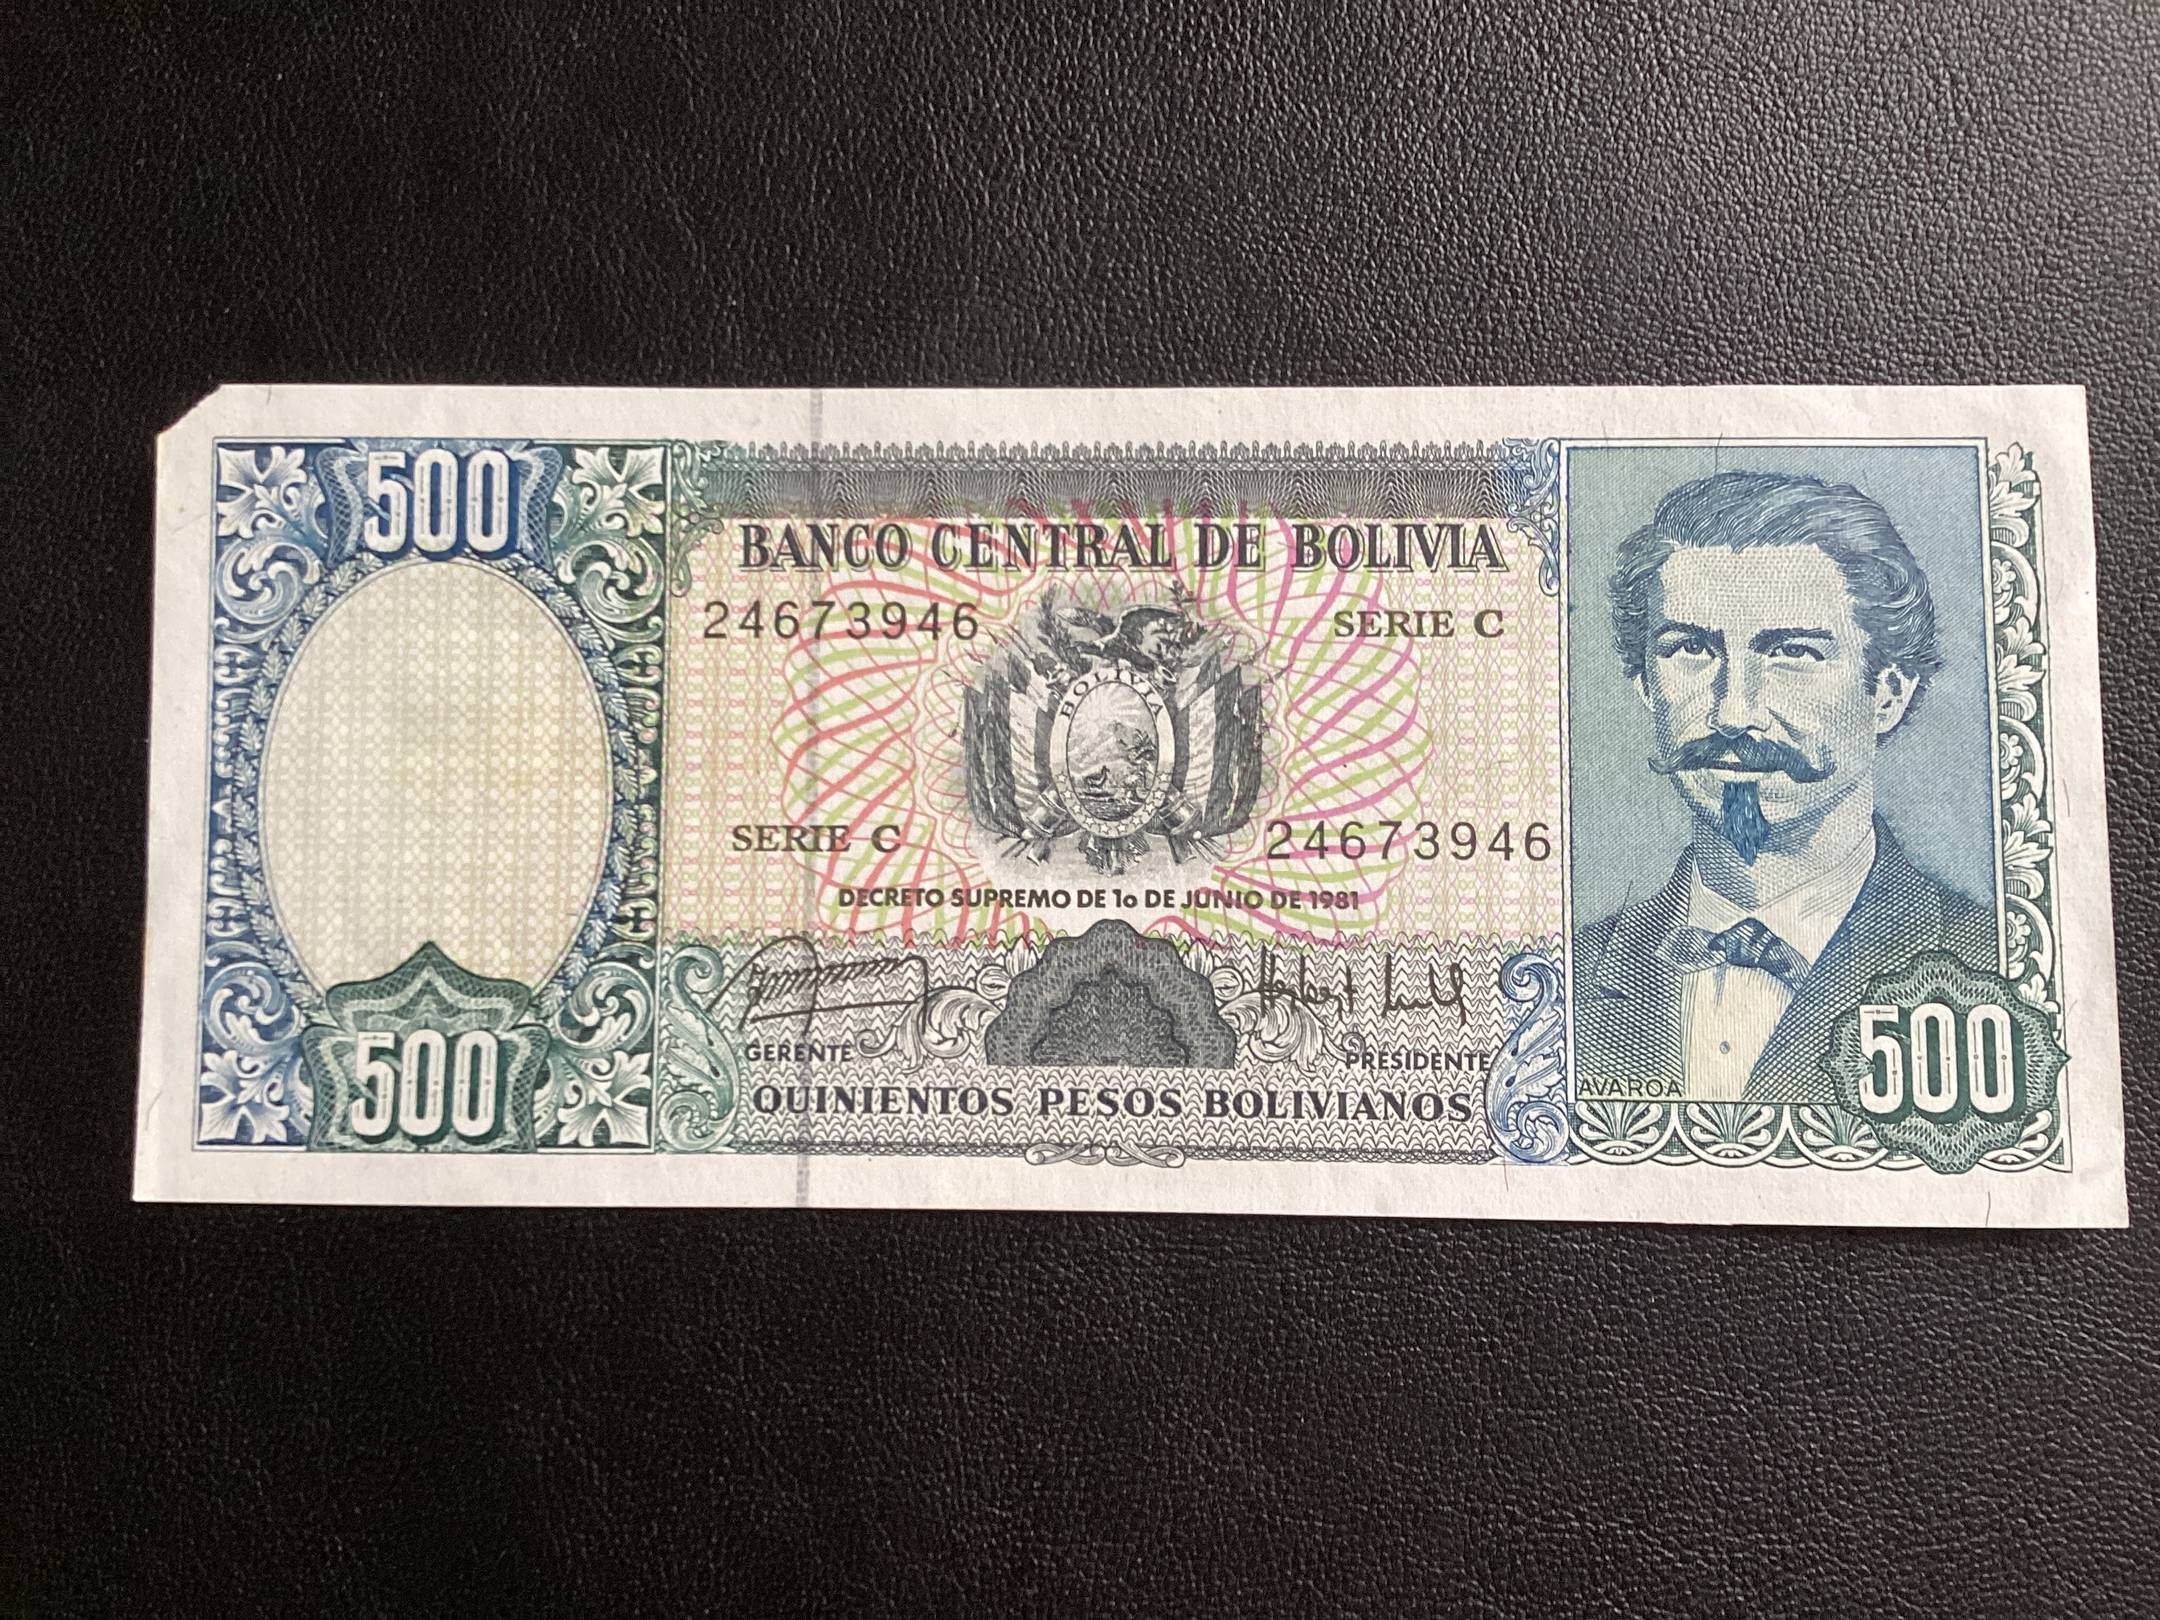 500
BANCO CENTRAL DE BOLIVIA
24673946 SERIE C
BOLIVIA
SERIE C 24673946
DECRETO SUPREMO DE 1o DE JUNIO DE 1981
GERENTE PRESIDENTE
500 QUINIENTOS PESOS BOLIVIANOS AVAROA 500